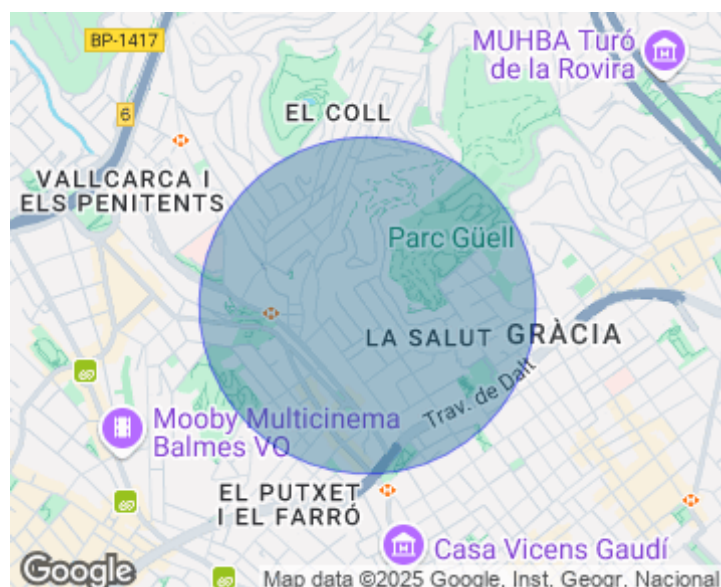 BP-1417
MUHBA Turó
de la Rovira
6
EL COLL
VALLCARCA I
ELS PENITENTS
Parc Güell
LA SALUT
GRÀCIA
Trav. de Dalt
Mooby Multicinema
Balmes VO
EL PUTXET
I EL FARRÓ
Casa Vicens Gaudí
Google
Map data ©2025 Google, Inst. Geogr. Nacional